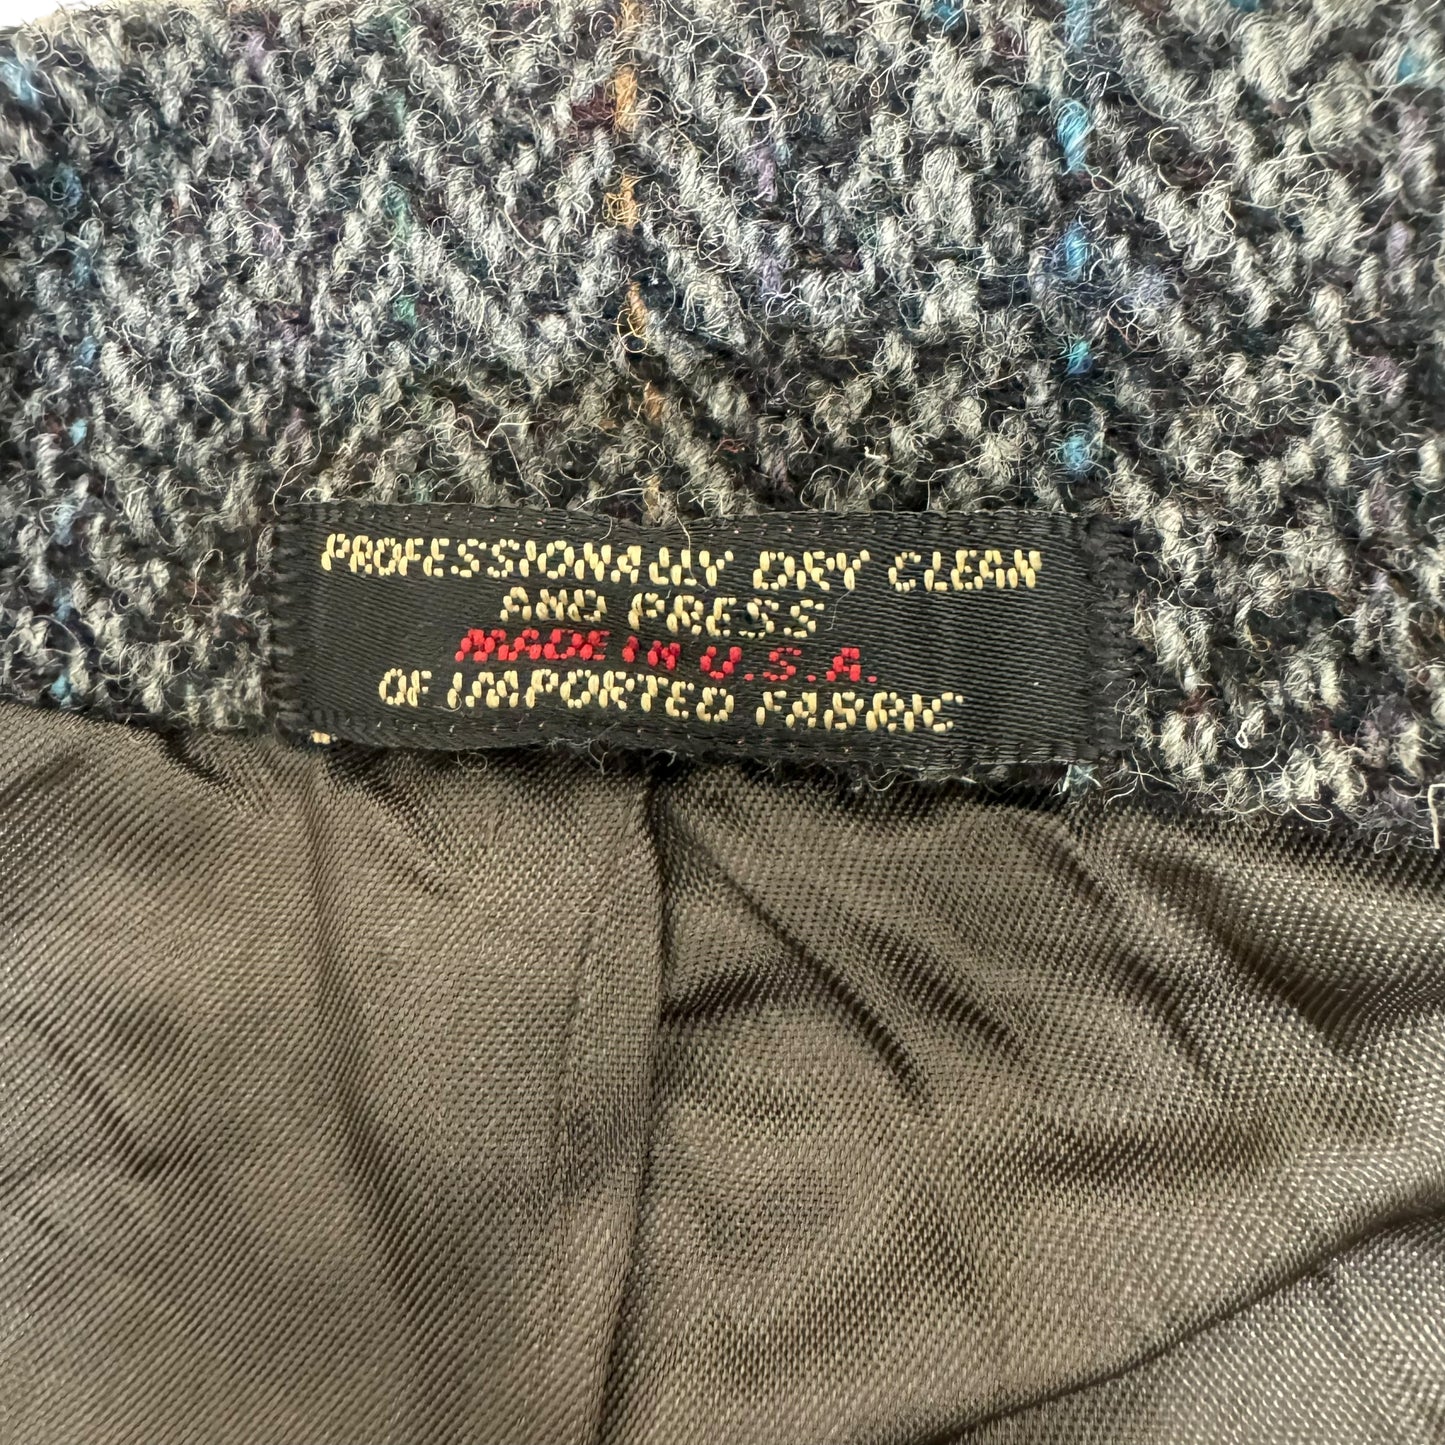 PROFESSIONALLY DRY CLEAN
AND PRESS
MADE IN U.S.A.
OF IMPORTED FABRIC